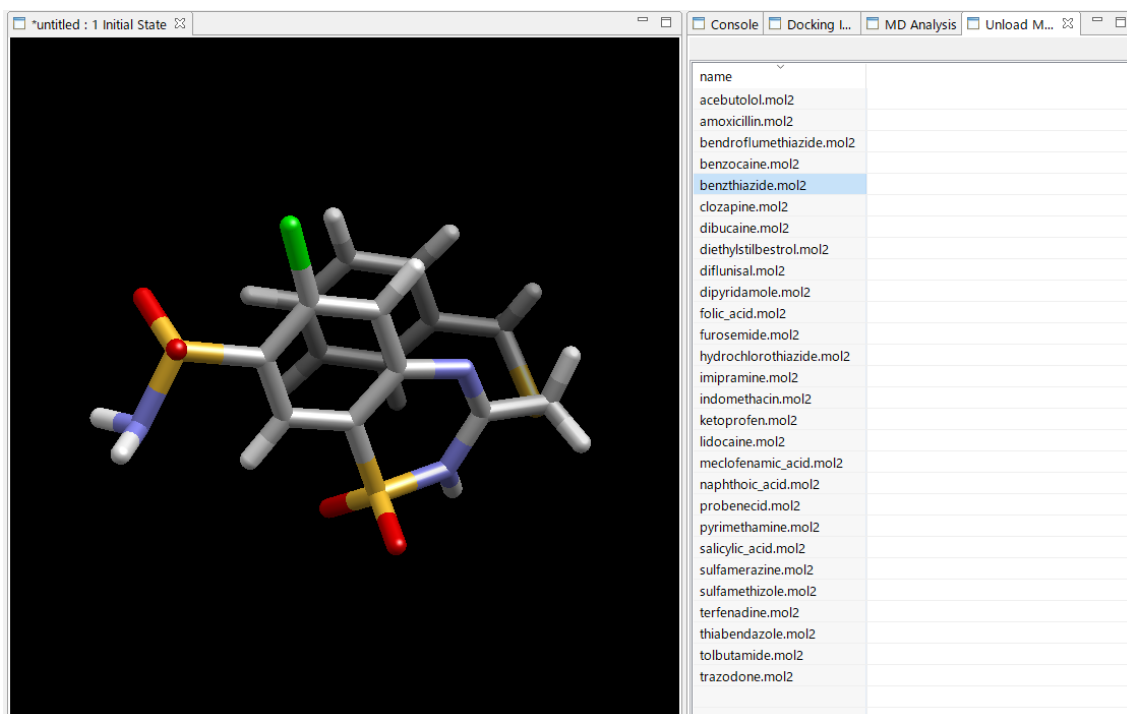 *untitled : 1 Initial State
Console Docking I... MD Analysis Unload M...
name
acebutolol.mol2
amoxicillin.mol2
bendroflumethiazide.mol2
benzocaine.mol2
benzthiazide.mol2
clozapine.mol2
dibucaine.mol2
diethylstilbestrol.mol2
diflunisal.mol2
dipyridamole.mol2
folic_acid.mol2
furosemide.mol2
hydrochlorothiazide.mol2
imipramine.mol2
indomethacin.mol2
ketoprofen.mol2
lidocaine.mol2
meclofenamic_acid.mol2
naphthoic_acid.mol2
probenecid.mol2
pyrimethamine.mol2
salicylic_acid.mol2
sulfamerazine.mol2
sulfamethizole.mol2
terfenadine.mol2
thiabendazole.mol2
tolbutamide.mol2
trazodone.mol2